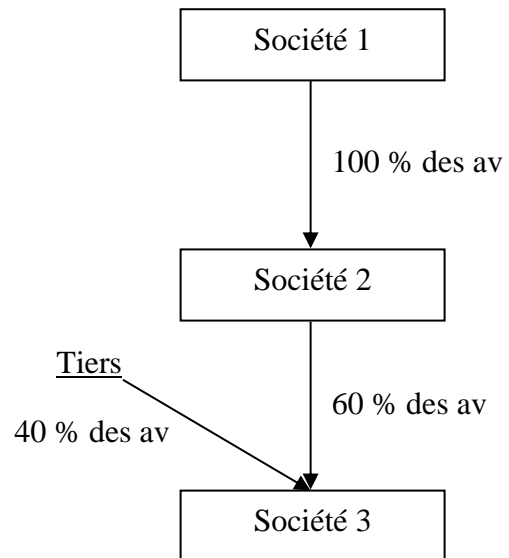 Société 1
100 % des av
Société 2
Tiers
60 % des av
40 % des av
Société 3